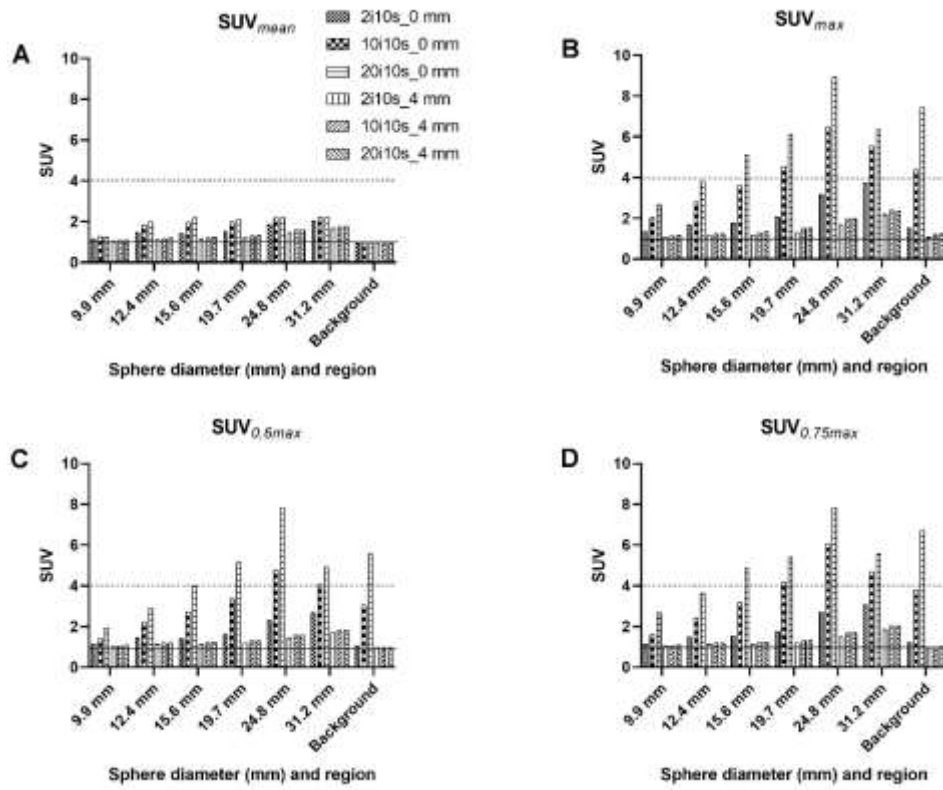 SUVmean
A
2i10s_0 mm
10i10s_0 mm
20i10s_0 mm
2i10s_4 mm
10i10s_4 mm
20i10s_4 mm
10
8
6
4
2
0
SUV
9.9 mm
12.4 mm
15.6 mm
19.7 mm
24.8 mm
31.2 mm
Background
Sphere diameter (mm) and region
SUVmax
B
10
8
6
4
2
0
SUV
9.9 mm
12.4 mm
15.6 mm
19.7 mm
24.8 mm
31.2 mm
Background
Sphere diameter (mm) and region
C
10
8
6
4
2
0
SUV
9.9 mm
12.4 mm
15.6 mm
19.7 mm
24.8 mm
31.2 mm
Background
Sphere diameter (mm) and region
SUV0.75max
D
10
8
6
4
2
0
SUV
9.9 mm
12.4 mm
15.6 mm
19.7 mm
24.8 mm
31.2 mm
Background
Sphere diameter (mm) and region